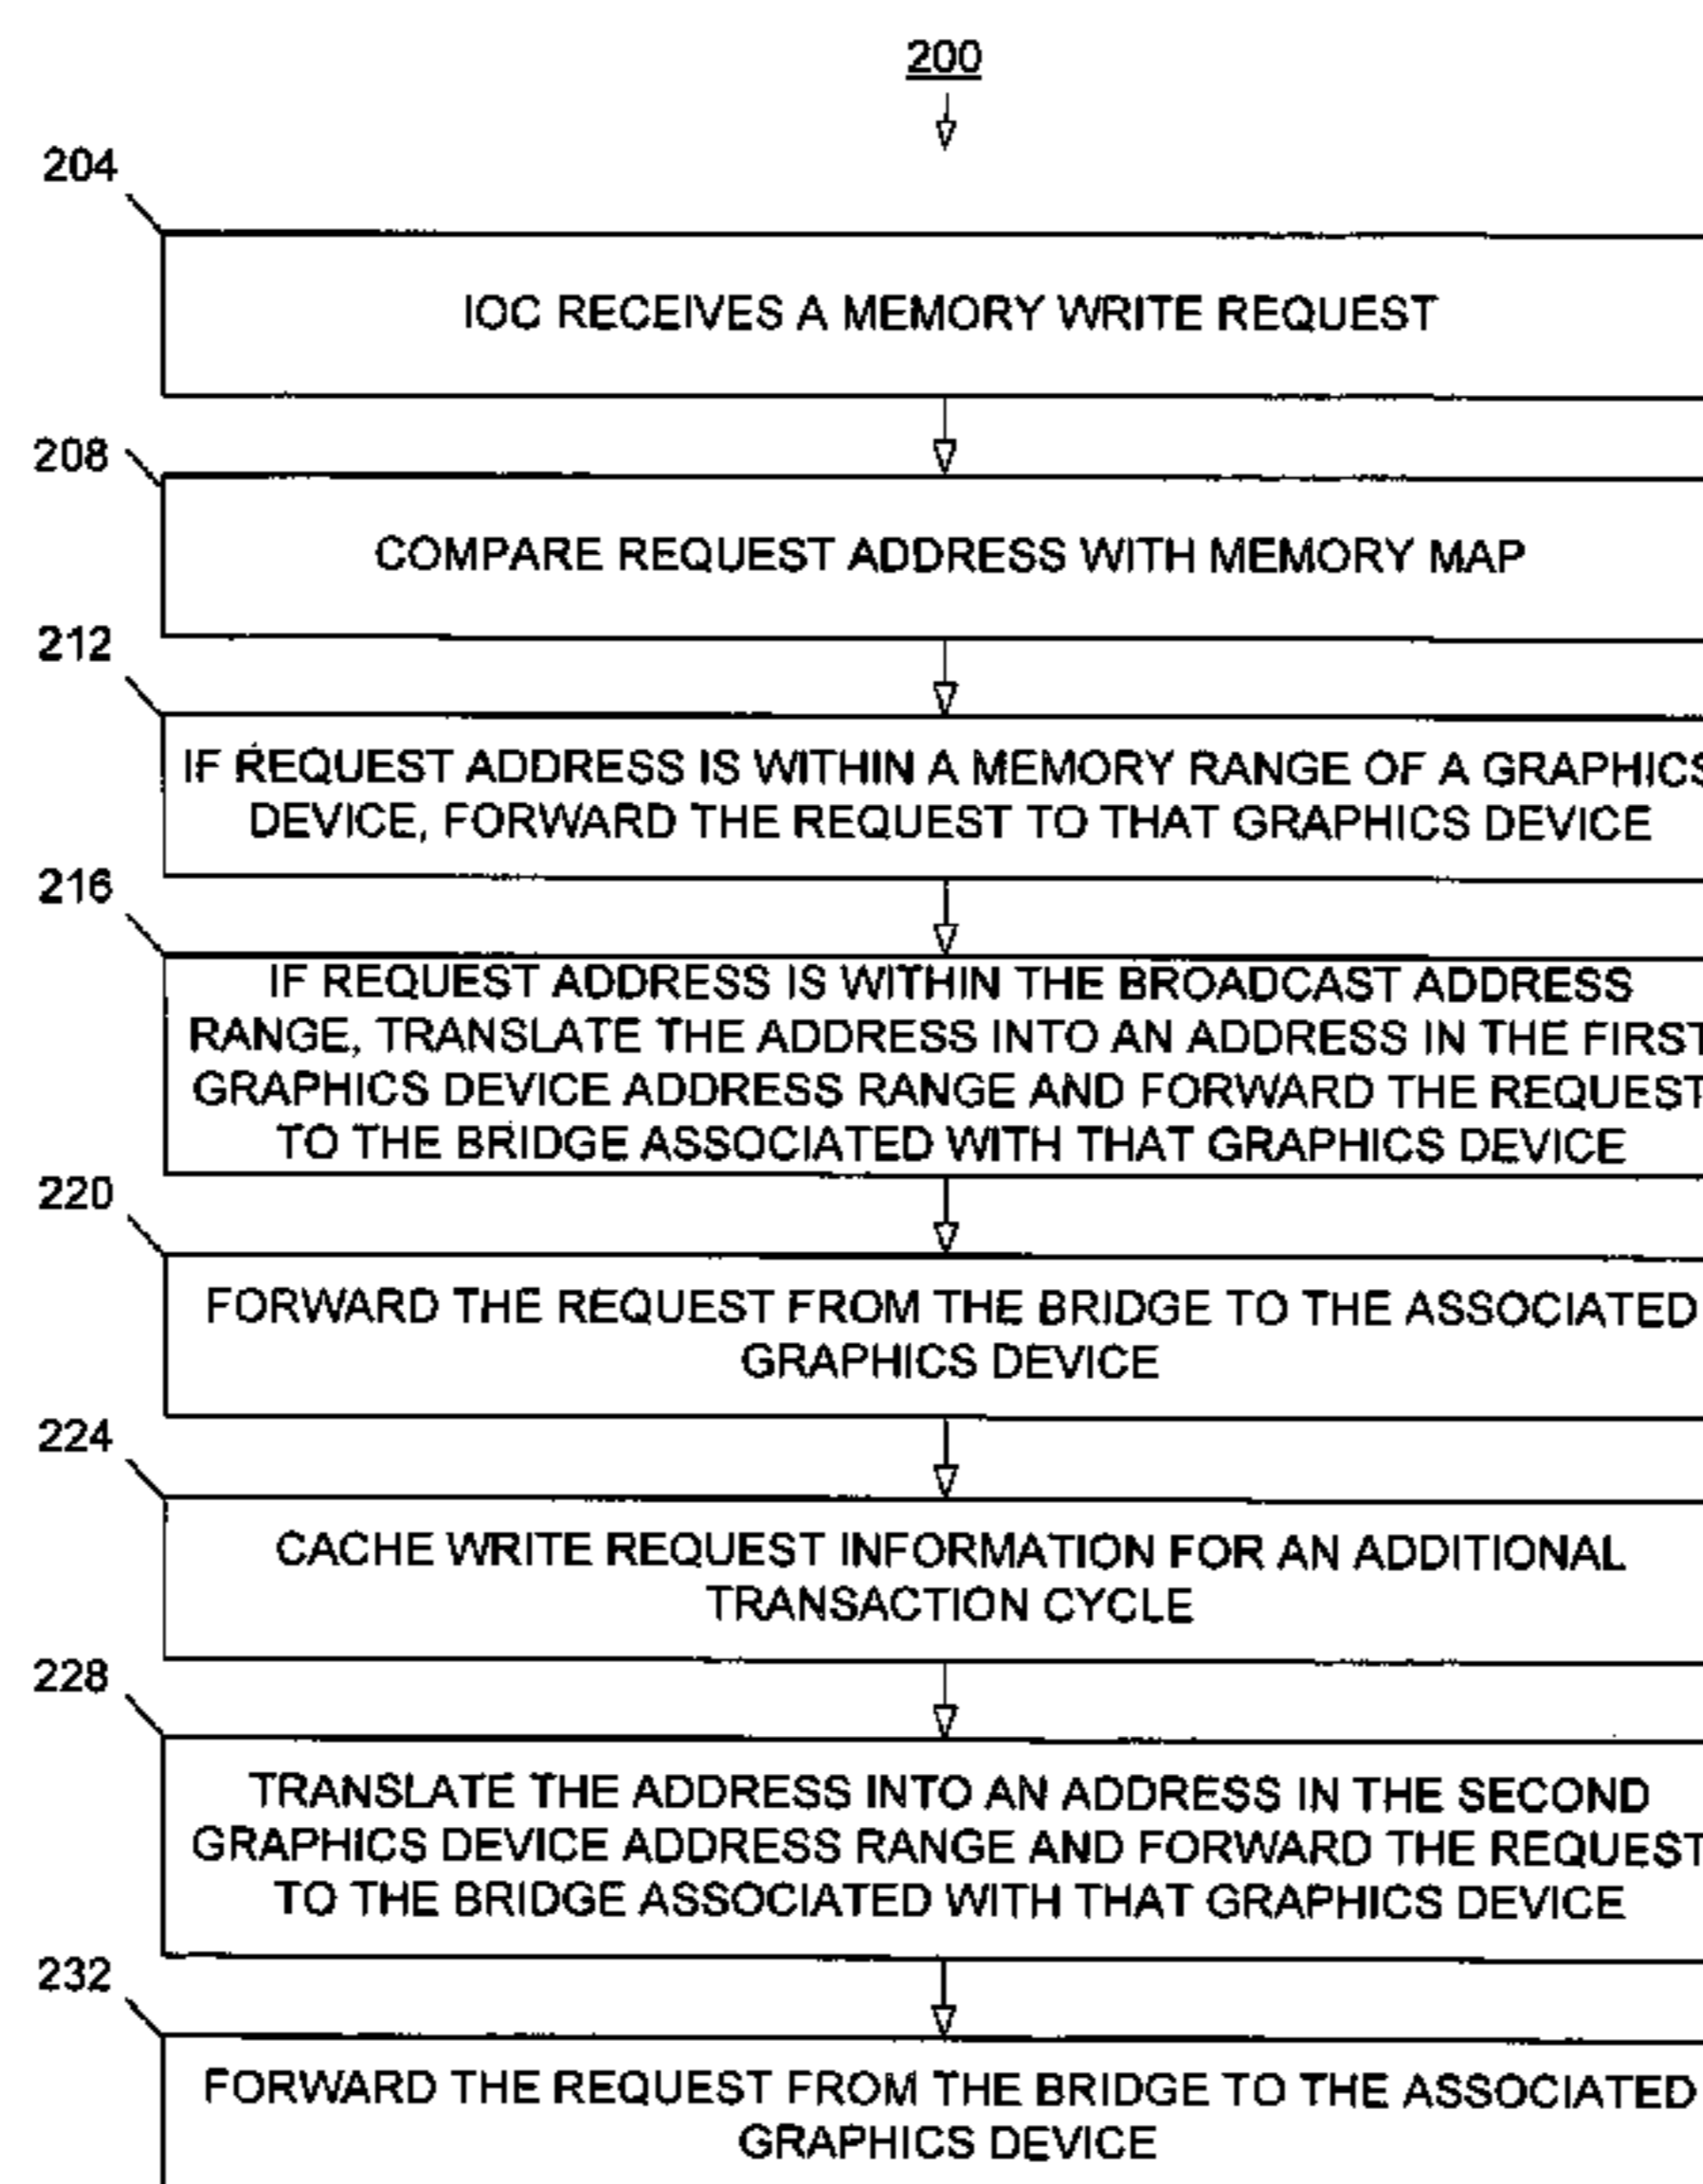 200
204
IOC RECEIVES A MEMORY WRITE REQUEST
208
COMPARE REQUEST ADDRESS WITH MEMORY MAP
212
IF REQUEST ADDRESS IS WITHIN A MEMORY RANGE OF A GRAPHICS
DEVICE, FORWARD THE REQUEST TO THAT GRAPHICS DEVICE
216
IF REQUEST ADDRESS IS WITHIN THE BROADCAST ADDRESS
RANGE, TRANSLATE THE ADDRESS INTO AN ADDRESS IN THE FIRST
GRAPHICS DEVICE ADDRESS RANGE AND FORWARD THE REQUEST
TO THE BRIDGE ASSOCIATED WITH THAT GRAPHICS DEVICE
220
FORWARD THE REQUEST FROM THE BRIDGE TO THE ASSOCIATED
GRAPHICS DEVICE
224
CACHE WRITE REQUEST INFORMATION FOR AN ADDITIONAL
TRANSACTION CYCLE
228
TRANSLATE THE ADDRESS INTO AN ADDRESS IN THE SECOND
GRAPHICS DEVICE ADDRESS RANGE AND FORWARD THE REQUEST
TO THE BRIDGE ASSOCIATED WITH THAT GRAPHICS DEVICE
232
FORWARD THE REQUEST FROM THE BRIDGE TO THE ASSOCIATED
GRAPHICS DEVICE